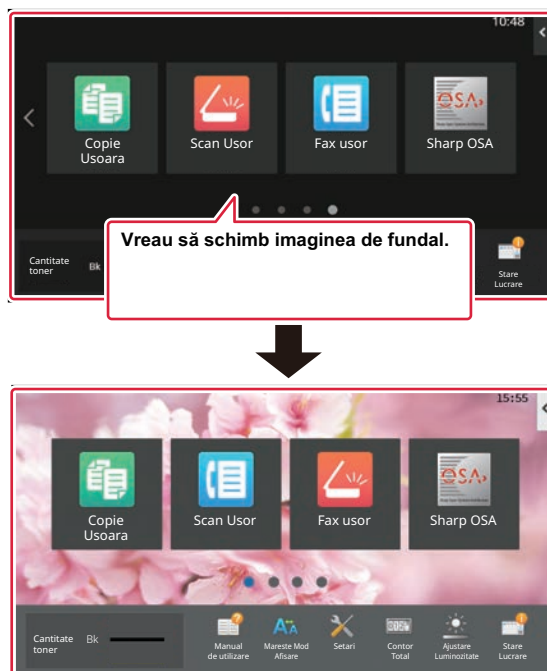 10:48
Copie
Usoara
Scan Usor
Fax usor
Sharp OSA
Vreau să schimb imaginea de fundal.
Cantitate
toner
Bk
Stare
Lucrare
15:55
Copie
Usoara
Scan Usor
Fax usor
Sharp OSA
Cantitate
toner
Bk
Manual
de utilizare
Mareste Mod
Afisare
Setari
Contor
Total
Ajustare
Luminozitate
Stare
Lucrare